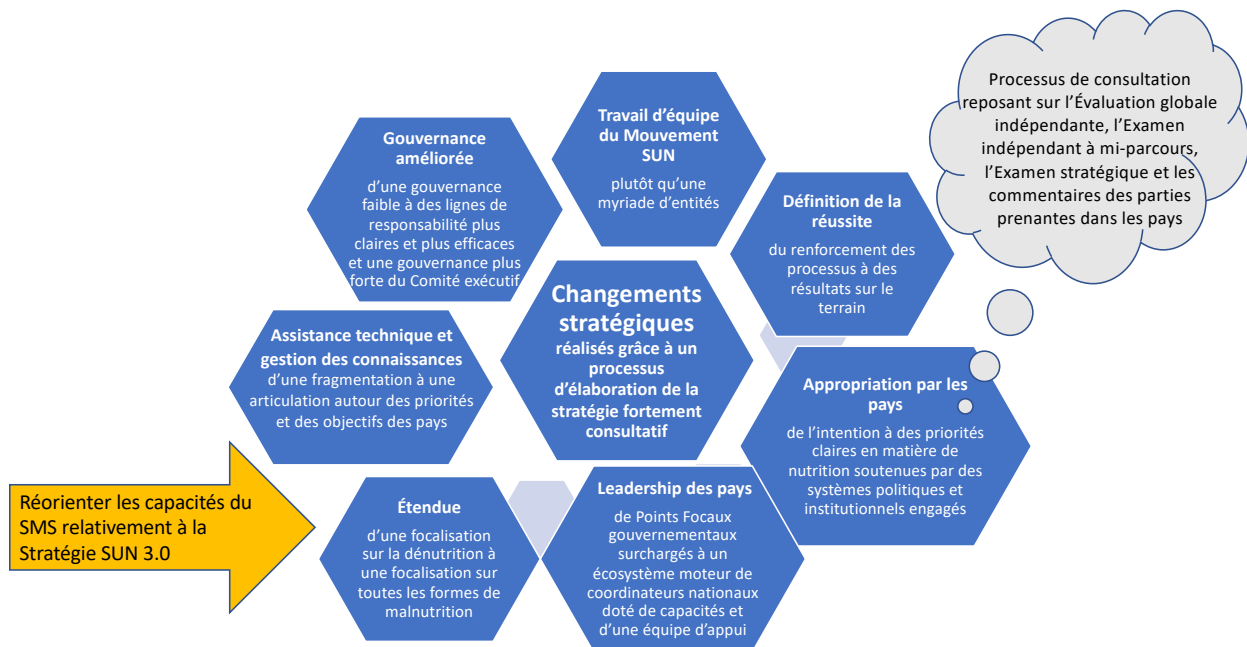 Travail d'équipe
du Mouvement
SUN
plutôt qu'une
myriade d'entités
Gouvernance
améliorée
d'une gouvernance
faible à des lignes de
responsabilité plus
claires et plus efficaces
et une gouvernance plus
forte du Comité exécutif
Définition de la
réussite
du renforcement des
processus à des
résultats sur le
terrain
Processus de consultation
reposant sur l'Évaluation globale
indépendante, l'Examen
indépendant à mi-parcours,
l'Examen stratégique et les
commentaires des parties
prenantes dans les pays
Changements
stratégiques
réalisés grâce à un
processus
d'élaboration de la
stratégie fortement
consultatif
Assistance technique et
gestion des connaissances
d'une fragmentation à une
articulation autour des priorités
et des objectifs des pays
Appropriation par les
pays
de l'intention à des priorités
claires en matière de
nutrition soutenues par des
systèmes politiques et
institutionnels engagés
Réorienter les capacités du
SMS relativement à la
Stratégie SUN 3.0
Étendue
d'une focalisation
sur la dénutrition à
une focalisation sur
toutes les formes de
malnutrition
Leadership des pays
de Points Focaux
gouvernementaux
surchargés à un
écosystème moteur de
coordinateurs nationaux
doté de capacités et
d'une équipe d'appui